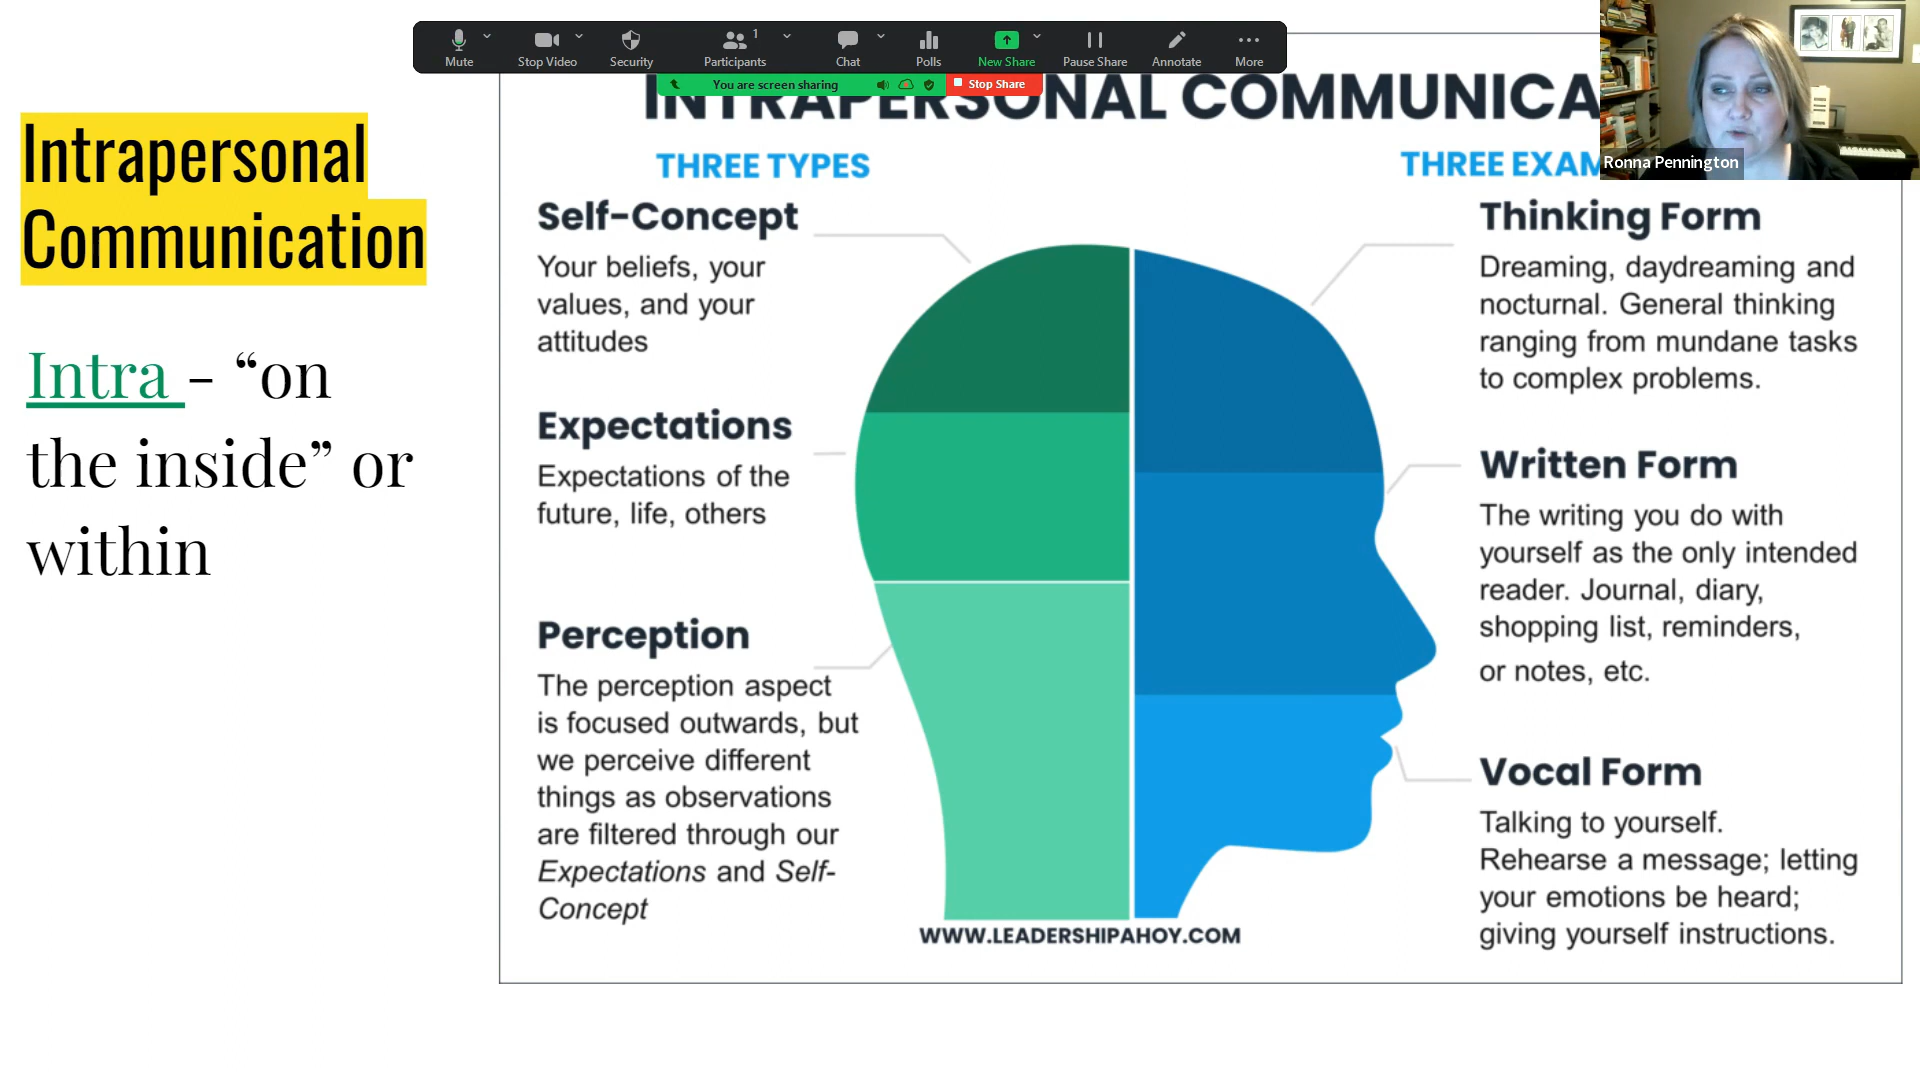 Mute
Stop Video
Security
Participants
1
Chat
Polls
New Share
Pause Share
Annotate
More
You are screen sharing
Stop Share
Ronna Pennington
Intrapersonal
Communication
Intra - “on
the inside” or
within
INTRAPERSONAL
THREE TYPES
Self-Concept
Your beliefs, your
values, and your
attitudes
Expectations
Expectations of the
future, life, others
Perception
The perception aspect
is focused outwards, but
we perceive different
things as observations
are filtered through our
Expectations and Self-
Concept
THREE
Thinking Form
Dreaming, daydreaming and
nocturnal. General thinking
ranging from mundane tasks
to complex problems.
Written Form
The writing you do with
yourself as the only intended
reader. Journal, diary,
shopping list, reminders,
or notes, etc.
Vocal Form
Talking to yourself.
Rehearse a message; letting
your emotions be heard;
giving yourself instructions.
WWW.LEADERSHIPAHOY.COM